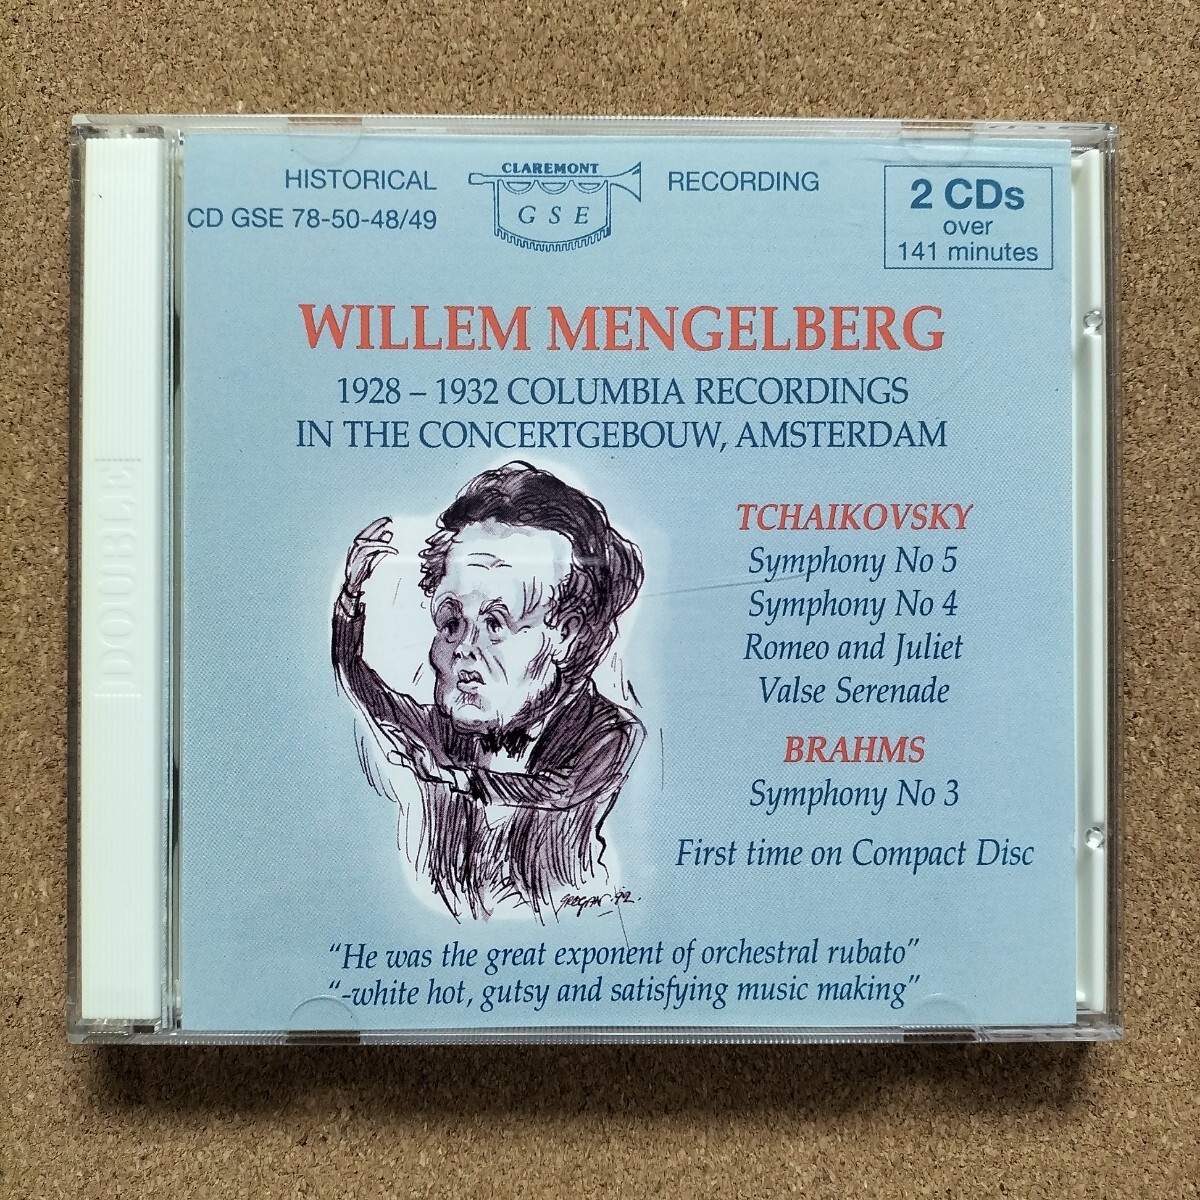 HISTORICAL
CLAREMONT
RECORDING
CD GSE 78-50-48/49
G S E
2 CDs
over
141 minutes
WILLEM MENGELBERG
1928 – 1932 COLUMBIA RECORDINGS
IN THE CONCERTGEBOUW, AMSTERDAM
TCHAIKOVSKY
Symphony No 5
Symphony No 4
Romeo and Juliet
Valse Serenade
BRAHMS
Symphony No 3
First time on Compact Disc
“He was the great exponent of orchestral rubato”
“-white hot, gutsy and satisfying music making”
DOUBLE